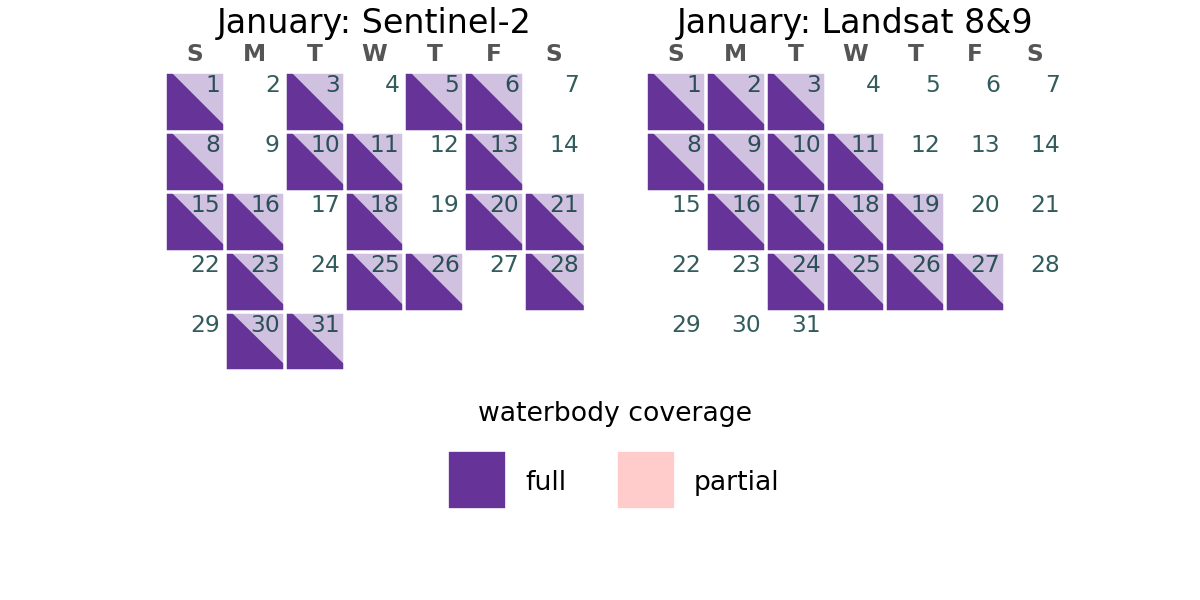 January: Sentinel-2
S M T W T F S
1 2 3 4 5 6 7
8 9 10 11 12 13 14
15 16 17 18 19 20 21
22 23 24 25 26 27 28
29 30 31
January: Landsat 8&9
S M T W T F S
1 2 3 4 5 6 7
8 9 10 11 12 13 14
15 16 17 18 19 20 21
22 23 24 25 26 27 28
29 30 31
waterbody coverage
full partial